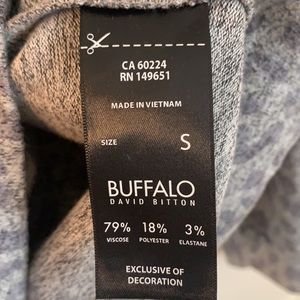 CA 60224
RN 149651
MADE IN VIETNAM
SIZE S
BUFFALO
DAVID BITTON
79% 18% 3%
VISCOSE POLYESTER ELASTANE
EXCLUSIVE OF
DECORATION